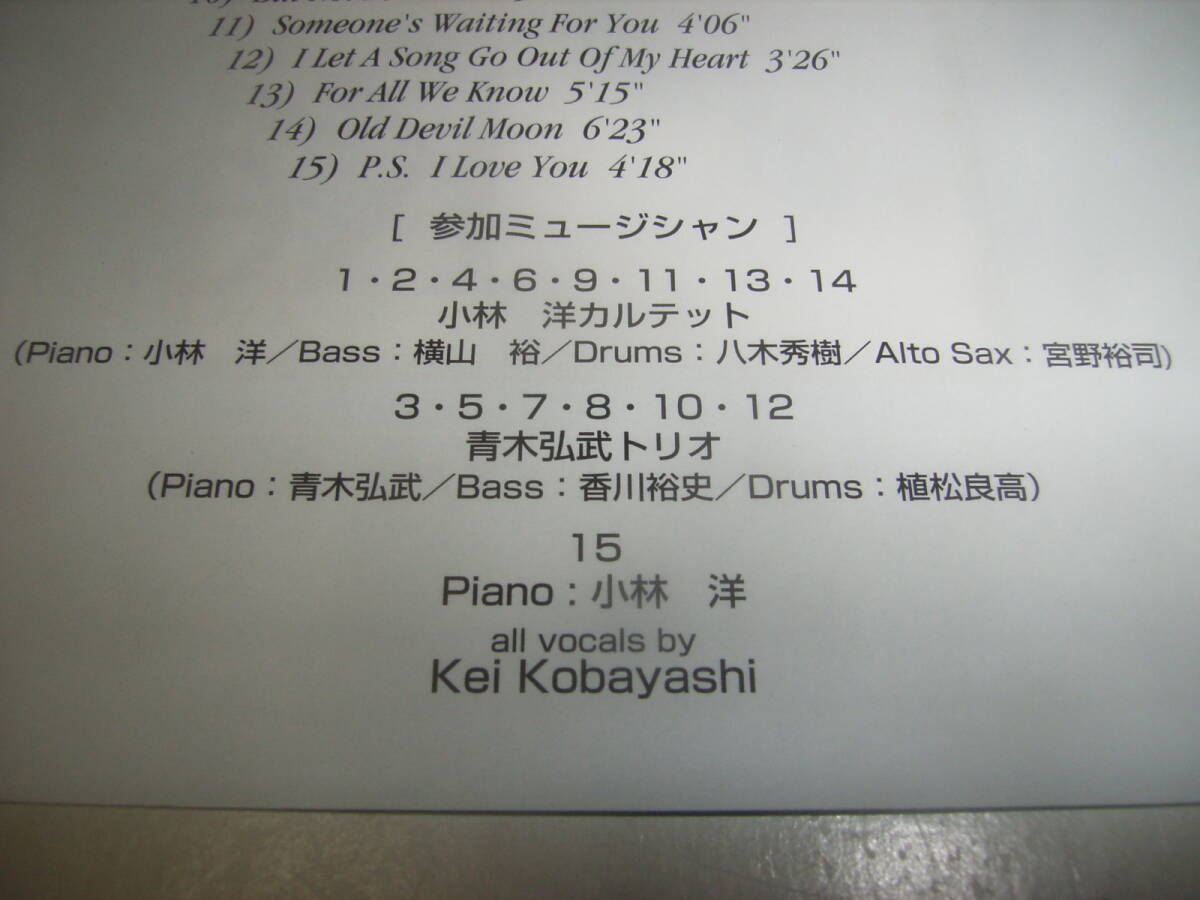 11) Someone's Waiting For You 4'06"
12) I Let A Song Go Out Of My Heart 3'26"
13) For All We Know 5'15"
14) Old Devil Moon 6'23"
15) P.S. I Love You 4'18"
[ 参加ミュージシャン ]
1・2・4・6・9・11・13・14
小林　洋カルテット
(Piano：小林　洋／Bass：横山　裕／Drums：八木秀樹／Alto Sax：宮野裕司)
3・5・7・8・10・12
青木弘武トリオ
(Piano：青木弘武／Bass：香川裕史／Drums：植松良高)
15
Piano：小林　洋
all vocals by
Kei Kobayashi